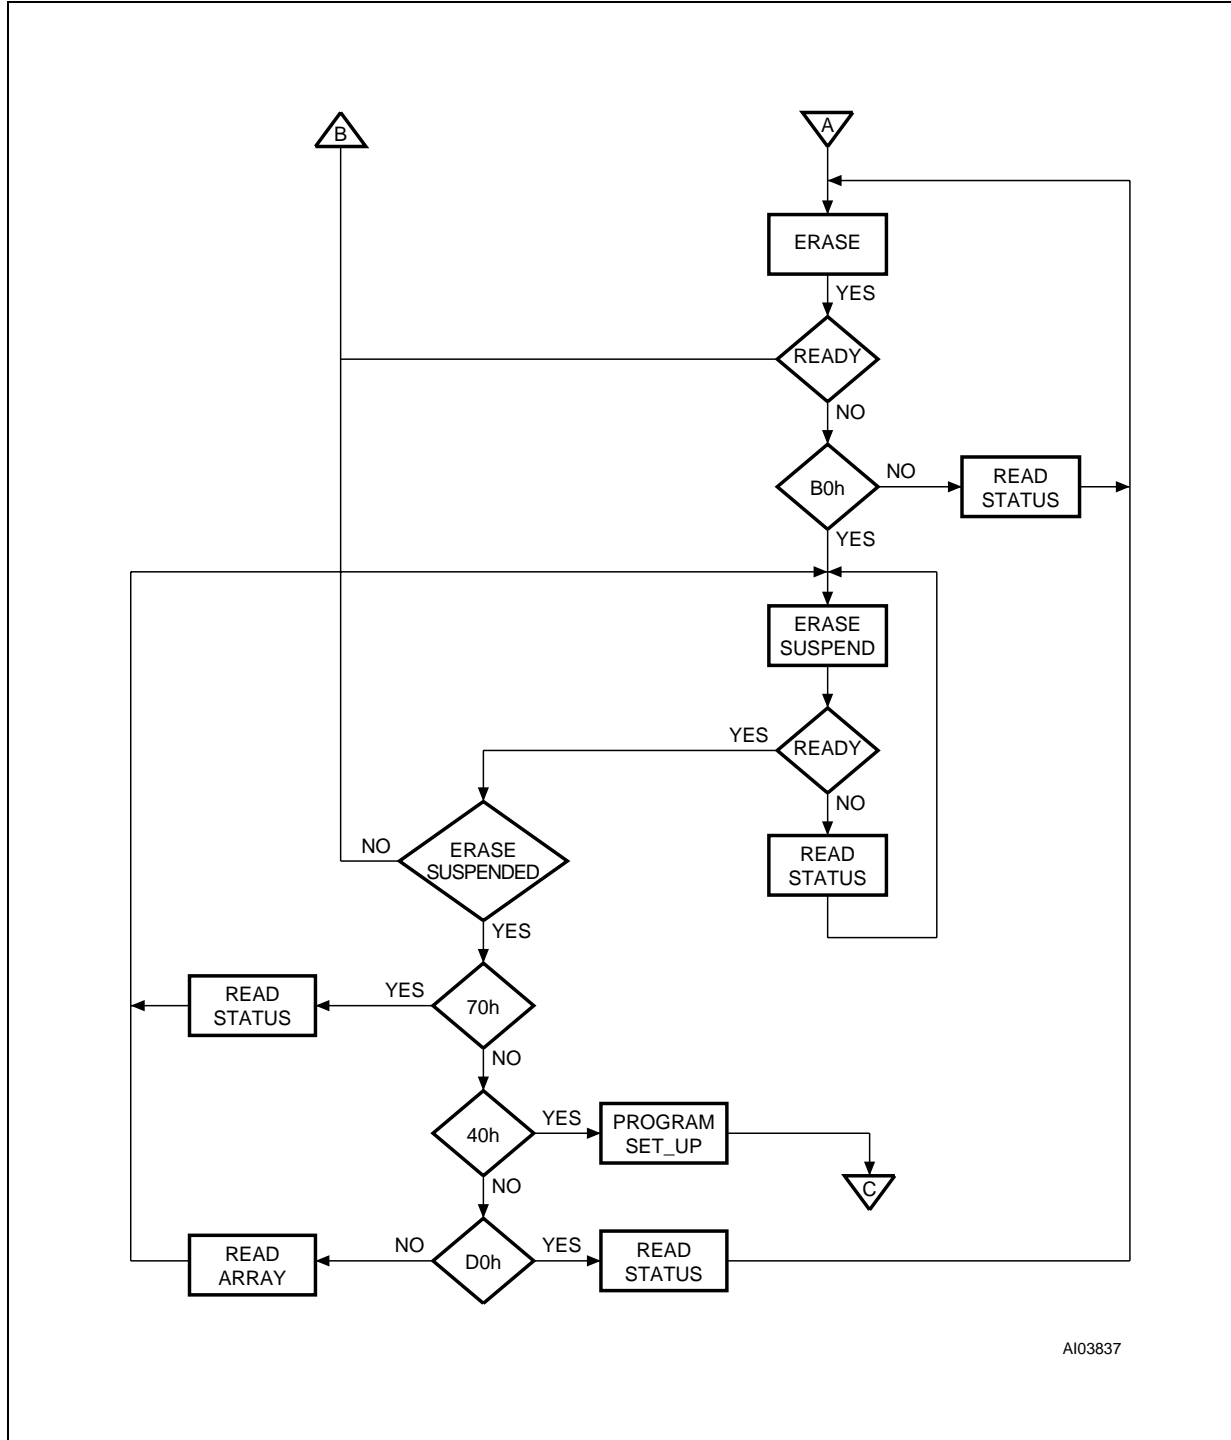 B
A
ERASE
YES
READY
NO
B0h
NO
READ
STATUS
YES
ERASE
SUSPEND
YES
READY
NO
NO
ERASE
SUSPENDED
READ
STATUS
YES
READ
STATUS
YES
70h
NO
40h
YES
PROGRAM
SET_UP
NO
C
READ
ARRAY
NO
D0h
YES
READ
STATUS
AI03837